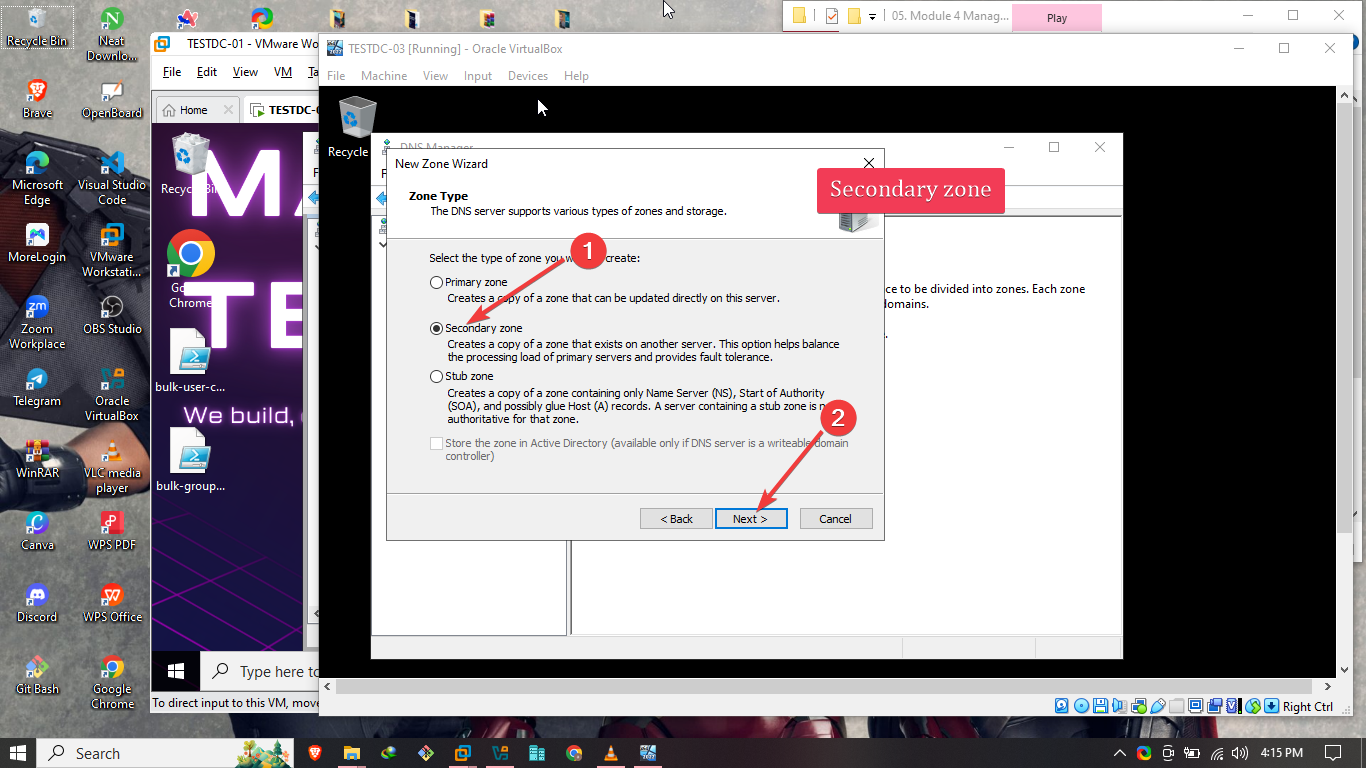 Recycle Bin
Neat
Downlo...
Brave
OpenBoard
Microsoft
Edge
Visual Studio
Code
MoreLogin
VMware
Workstati...
Zoom
Workplace
OBS Studio
Telegram
Oracle
VirtualBox
WinRAR
VLC media
player
Canva
WPS PDF
Discord
WPS Office
Git Bash
Google
Chrome
05. Module 4 Manag...
Play
TESTDC-01 - VMware Wo
File Edit View VM Ta
Home
TESTDC-0
Recycle Bin
MA
Chrome
TE
bulk-user-c...
We build,
bulk-group...
Type here to
To direct input to this VM, move
TESTDC-03 [Running] - Oracle VirtualBox
File Machine View Input Devices Help
Recycle
DNS Manager
New Zone Wizard
Secondary zone
Zone Type
The DNS server supports various types of zones and storage.
1
Select the type of zone you w create:
Primary zone
Creates a copy of a zone that can be updated directly on this server.
Secondary zone
Creates a copy of a zone that exists on another server. This option helps balance
the processing load of primary servers and provides fault tolerance.
Stub zone
Creates a copy of a zone containing only Name Server (NS), Start of Authority
(SOA), and possibly glue Host (A) records. A server containing a stub zone is n
authoritative for that zone.
2
Store the zone in Active Directory (available only if DNS server is a writeable domain
controller)
< Back
Next >
Cancel
ce to be divided into zones. Each zone
omains.
Right Ctrl
Search
4:15 PM